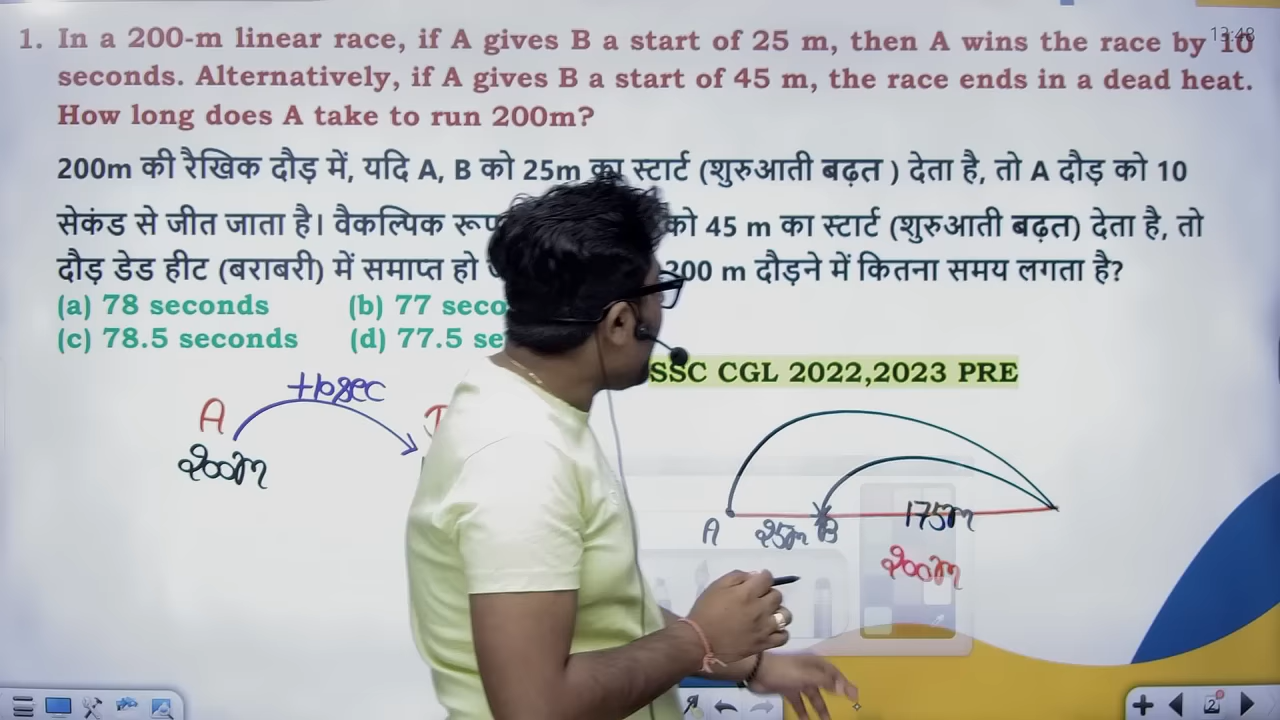 13:48
1. In a 200-m linear race, if A gives B a start of 25 m, then A wins the race by 10
seconds. Alternatively, if A gives B a start of 45 m, the race ends in a dead heat.
How long does A take to run 200m?
200m की रैखिक दौड़ में, यदि A, B को 25m का स्टार्ट (शुरुआती बढ़त ) देता है, तो A दौड़ को 10
सेकंड से जीत जाता है। वैकल्पिक को 45 m का स्टार्ट (शुरुआती बढ़त) देता है, तो
दौड़ डेड हीट (बराबरी) में समाप्त हो 200 m दौड़ने में कितना समय लगता है?
(a) 78 seconds (b) 77
(c) 78.5 seconds (d) 77.5
SSC CGL 2022,2023 PRE
+10sec
A
200m
A 25m B 175m
200m
2